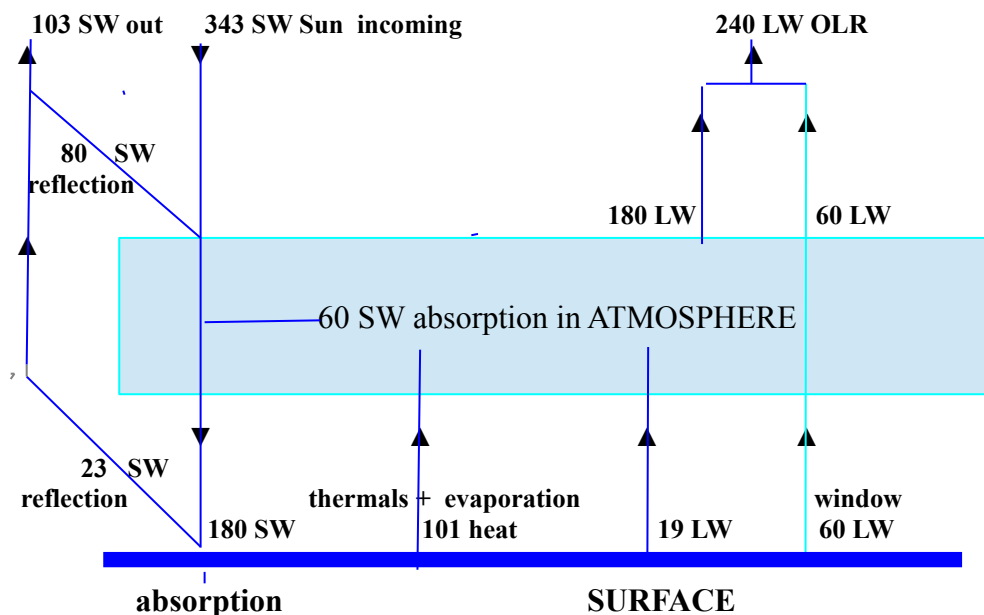 103 SW out
343 SW Sun incoming
240 LW OLR
80 SW
reflection
180 LW
60 LW
60 SW absorption in ATMOSPHERE
23 SW
reflection
thermals + evaporation
window
180 SW
101 heat
19 LW
60 LW
absorption
SURFACE